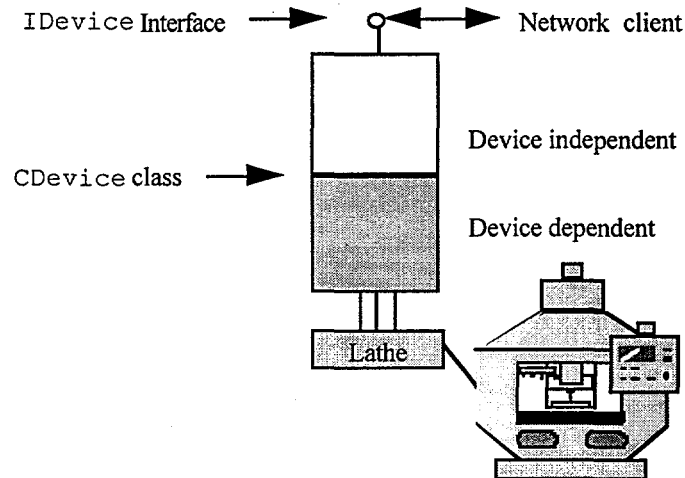 IDevice Interface
Network client
Device independent
CDevice class
Device dependent
Lathe